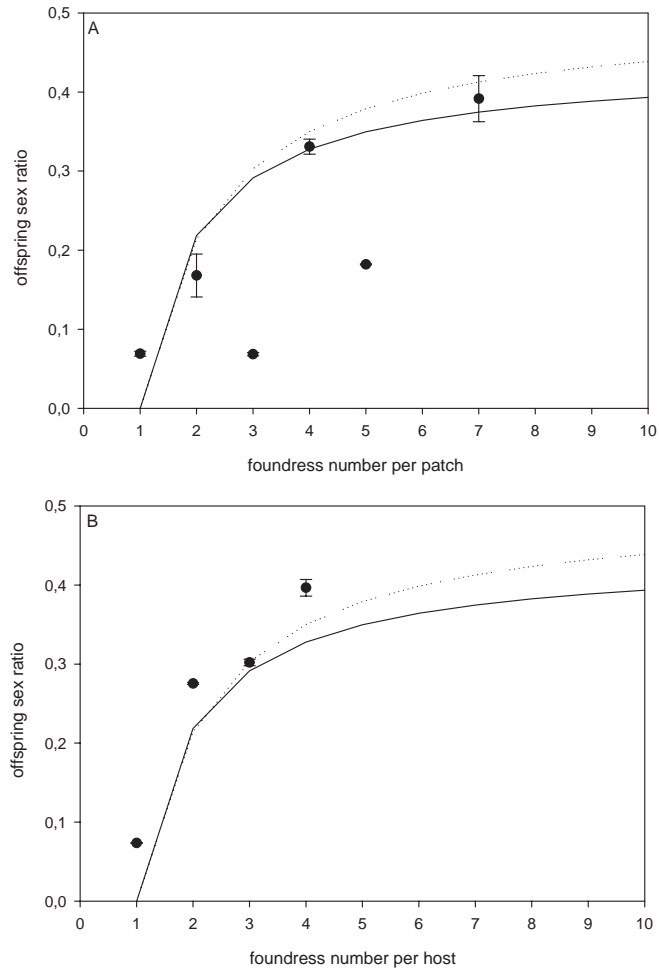 A
0,5
0,4
0,3
0,2
0,1
0,0
offspring sex ratio
0 1 2 3 4 5 6 7 8 9 10
foundress number per patch
B
0,5
0,4
0,3
0,2
0,1
0,0
offspring sex ratio
0 1 2 3 4 5 6 7 8 9 10
foundress number per host